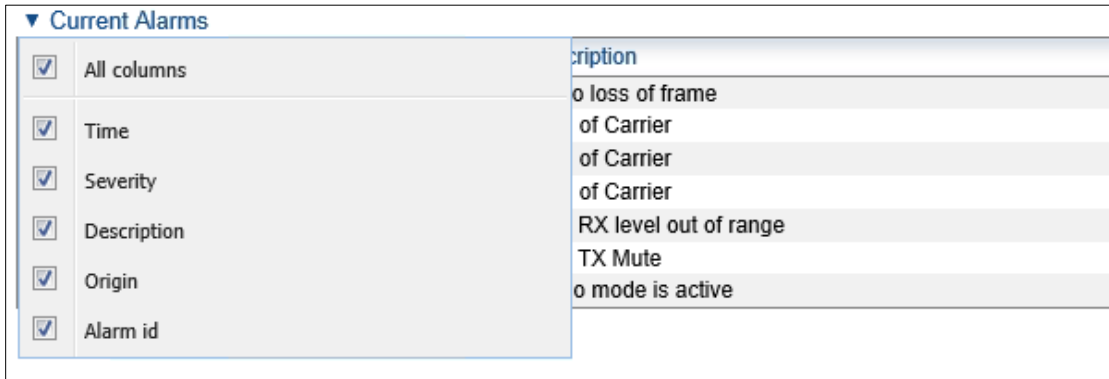 ▼ Current Alarms
All columns
Time
Severity
Description
Origin
Alarm id
cription
o loss of frame
of Carrier
of Carrier
of Carrier
RX level out of range
TX Mute
o mode is active